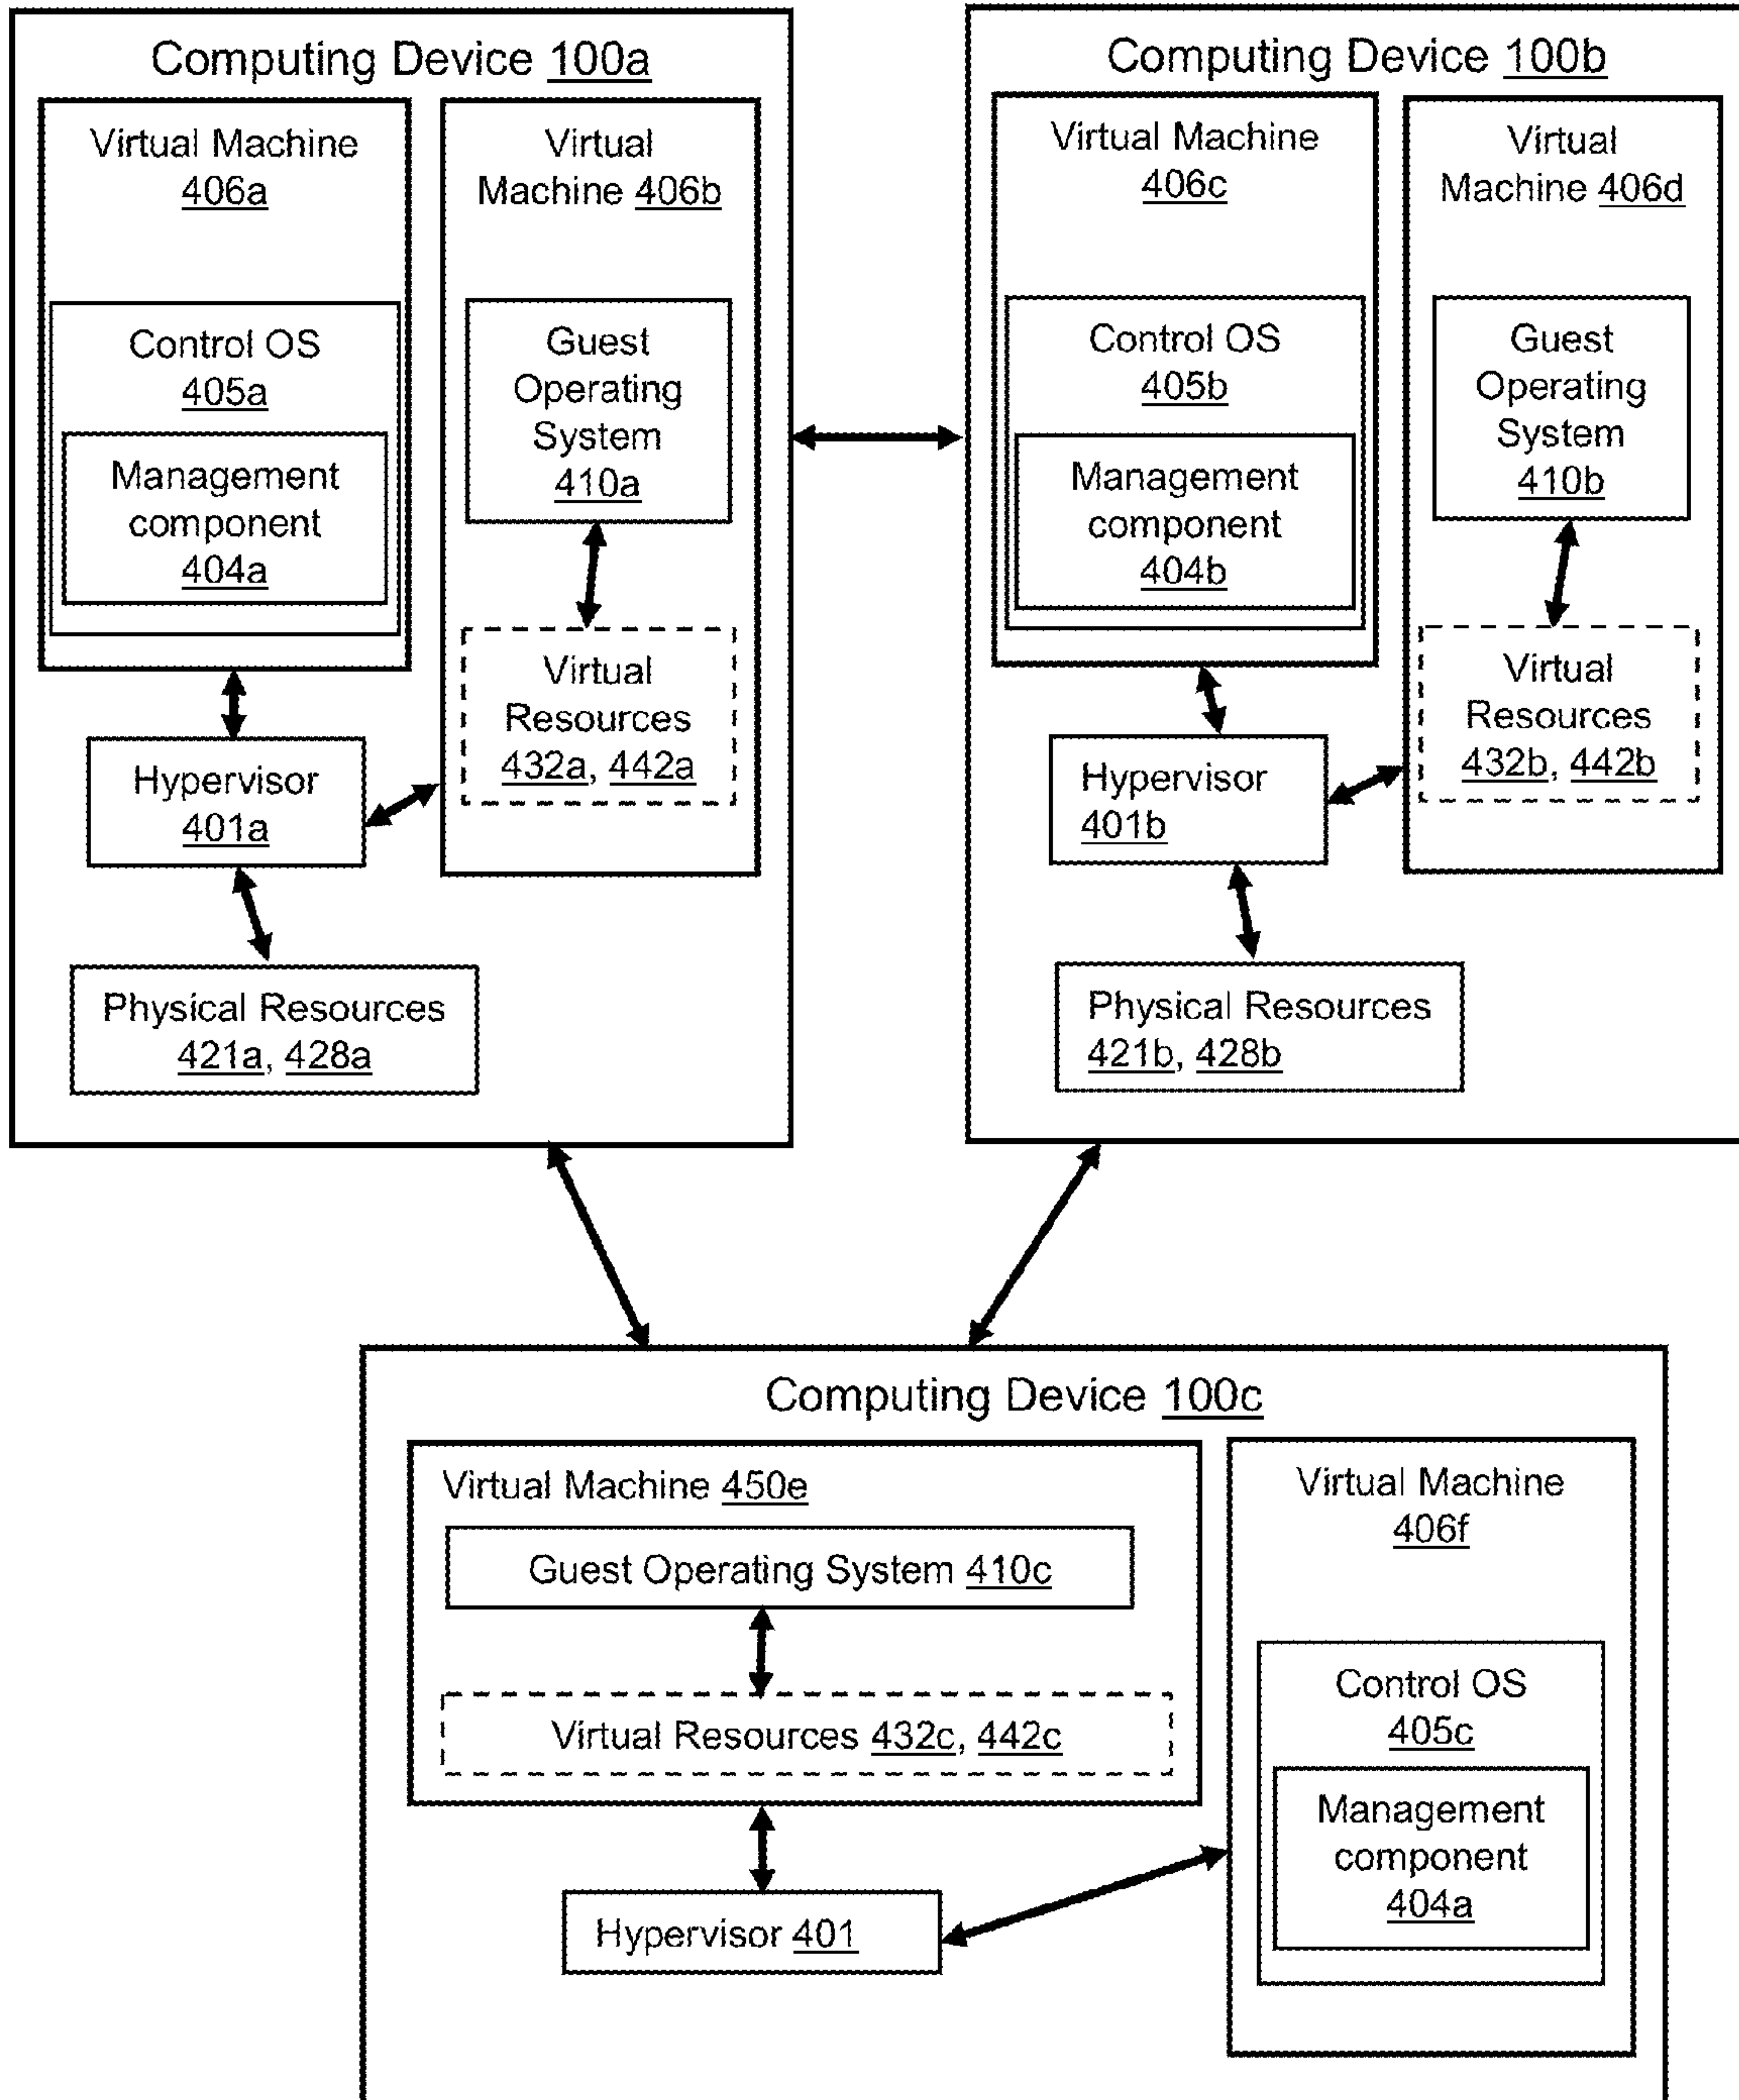 Computing Device 100a
Virtual Machine
406a
Control OS
405a
Management
component
404a
Virtual
Machine 406b
Guest
Operating
System
410a
Virtual
Resources
432a, 442a
Hypervisor
401a
Physical Resources
421a, 428a
Computing Device 100b
Virtual Machine
406c
Control OS
405b
Management
component
404b
Virtual
Machine 406d
Guest
Operating
System
410b
Virtual
Resources
432b, 442b
Hypervisor
401b
Physical Resources
421b, 428b
Computing Device 100c
Virtual Machine 450e
Guest Operating System 410c
Virtual Resources 432c, 442c
Hypervisor 401
Virtual Machine
406f
Control OS
405c
Management
component
404a